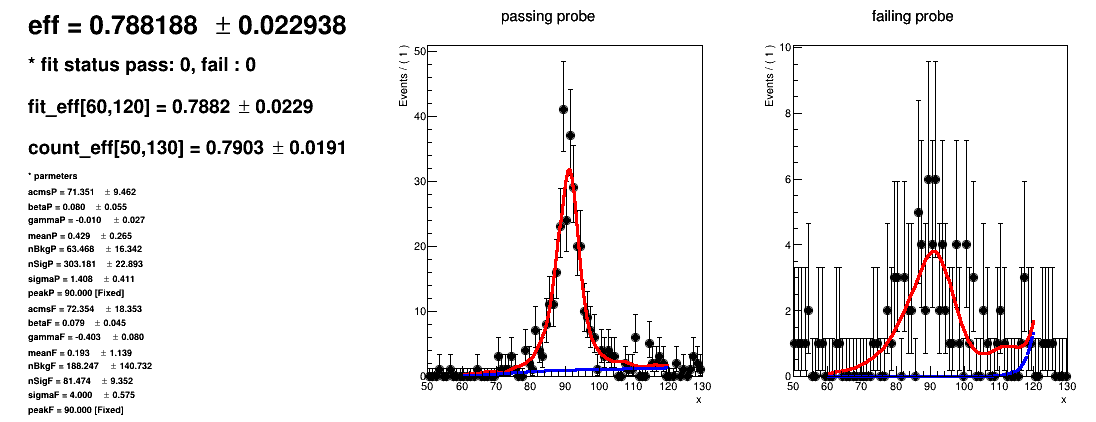 eff = 0.788188 ± 0.022938
* fit status pass: 0, fail : 0
fit_eff[60,120] = 0.7882 ± 0.0229
count_eff[50,130] = 0.7903 ± 0.0191
* parmeters
acmsP = 71.351 ± 9.462
betaP = 0.080 ± 0.055
gammaP = -0.010 ± 0.027
meanP = 0.429 ± 0.265
nBkgP = 63.468 ± 16.342
nSigP = 303.181 ± 22.893
sigmaP = 1.408 ± 0.411
peakP = 90.000 [Fixed]
acmsF = 72.354 ± 18.353
betaF = 0.079 ± 0.045
gammaF = -0.403 ± 0.080
meanF = 0.193 ± 1.139
nBkgF = 188.247 ± 140.732
nSigF = 81.474 ± 9.352
sigmaF = 4.000 ± 0.575
peakF = 90.000 [Fixed]
passing probe
Events / ( 1 )
50
40
30
20
10
0
50 60 70 80 90 100 110 120 130
x
failing probe
Events / ( 1 )
10
8
6
4
2
0
50 60 70 80 90 100 110 120 130
x